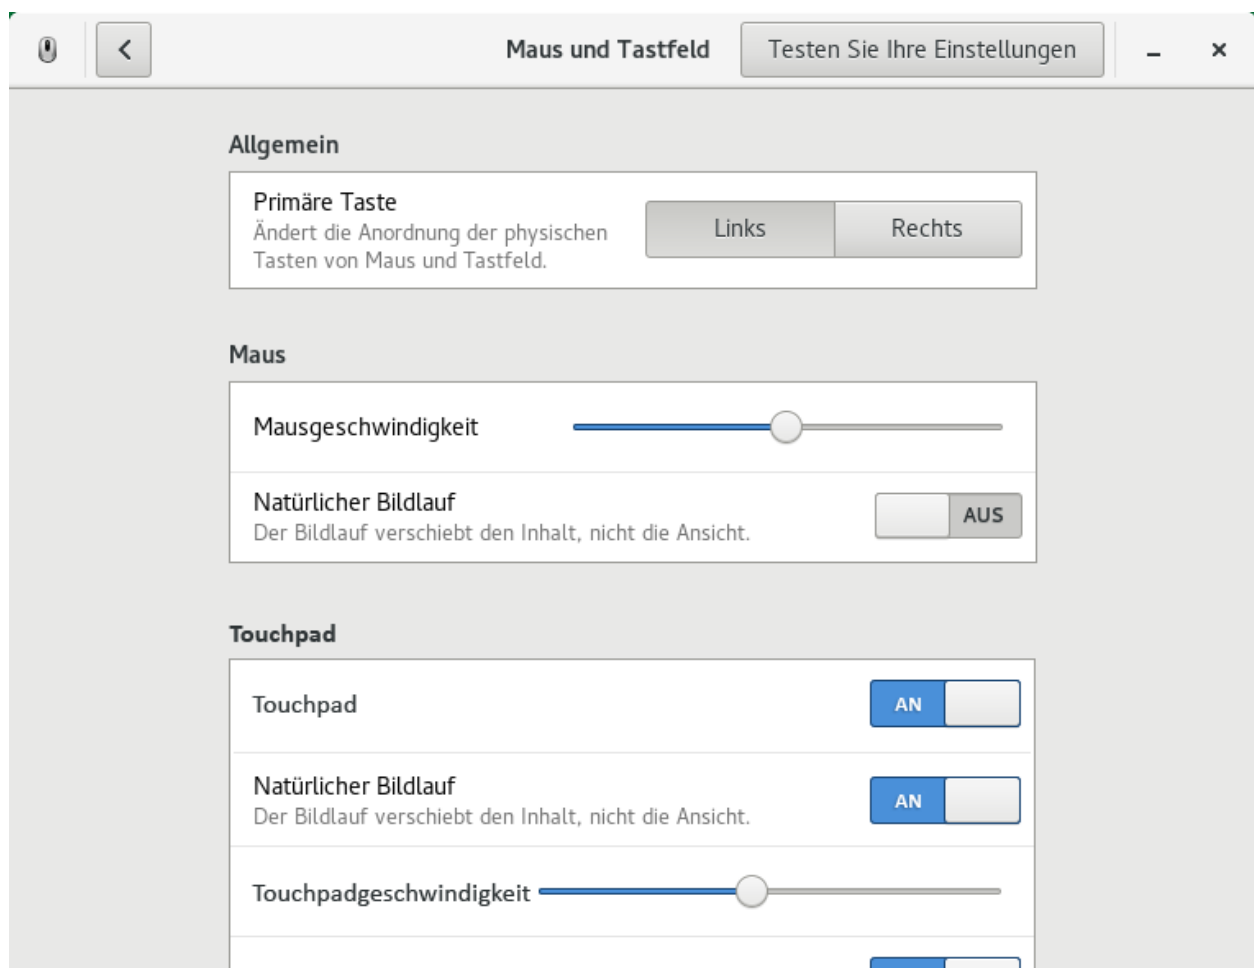 Maus und Tastfeld
Testen Sie Ihre Einstellungen
Allgemein
Primäre Taste
Ändert die Anordnung der physischen
Tasten von Maus und Tastfeld.
Links
Rechts
Maus
Mausgeschwindigkeit
Natürlicher Bildlauf
Der Bildlauf verschiebt den Inhalt, nicht die Ansicht.
AUS
Touchpad
Touchpad
AN
Natürlicher Bildlauf
Der Bildlauf verschiebt den Inhalt, nicht die Ansicht.
AN
Touchpadgeschwindigkeit